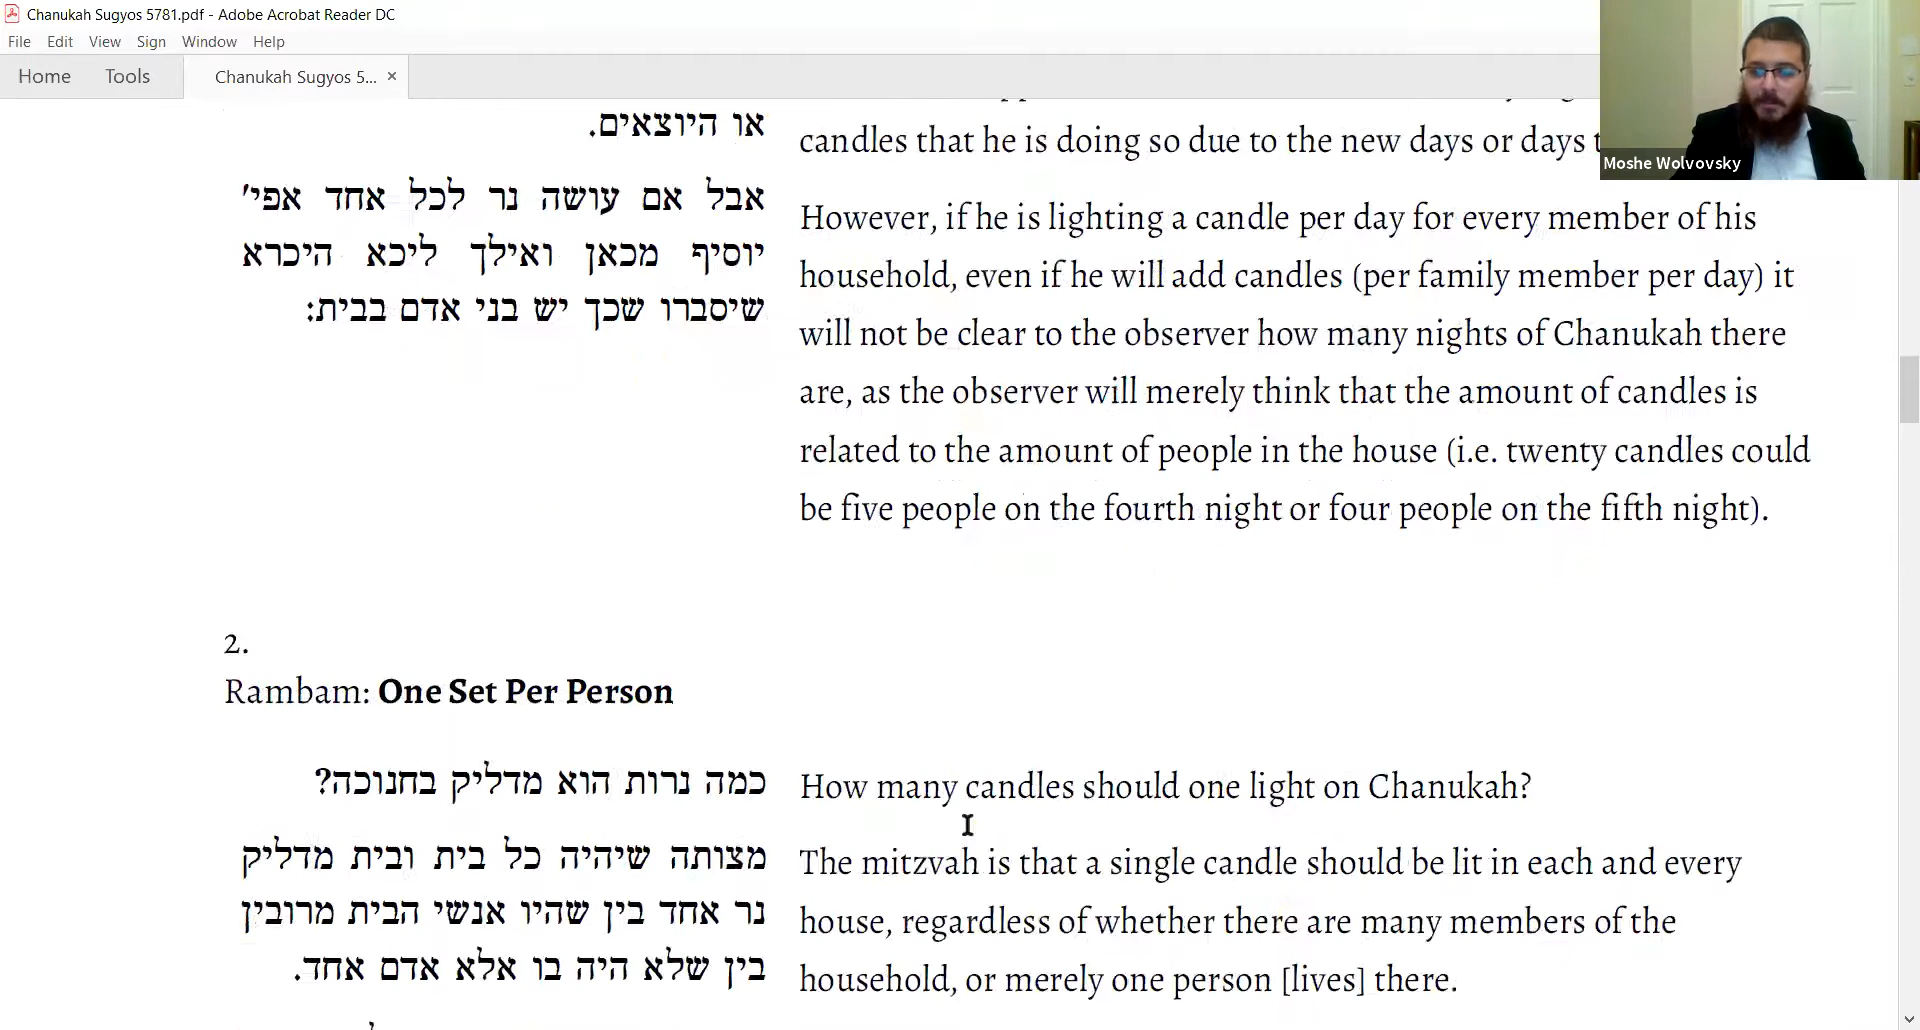 Chanukah Sugyos 5781.pdf - Adobe Acrobat Reader DC
File Edit View Sign Window Help
Home Tools Chanukah Sugyos 5... ×
Moshe Wolvovsky
או היוצאים.
candles that he is doing so due to the new days or days
אבל אם עושה נר לכל אחד אפי'
יוסיף מכאן ואילך ליכא היכרא
שיסברו שכך יש בני אדם בבית:
However, if he is lighting a candle per day for every member of his
household, even if he will add candles (per family member per day) it
will not be clear to the observer how many nights of Chanukah there
are, as the observer will merely think that the amount of candles is
related to the amount of people in the house (i.e. twenty candles could
be five people on the fourth night or four people on the fifth night).
2.
Rambam: One Set Per Person
כמה נרות הוא מדליק בחנוכה?
How many candles should one light on Chanukah?
מצותה שיהיה כל בית ובית מדליק
נר אחד בין שהיו אנשי הבית מרובין
בין שלא היה בו אלא אדם אחד.
The mitzvah is that a single candle should be lit in each and every
house, regardless of whether there are many members of the
household, or merely one person [lives] there.